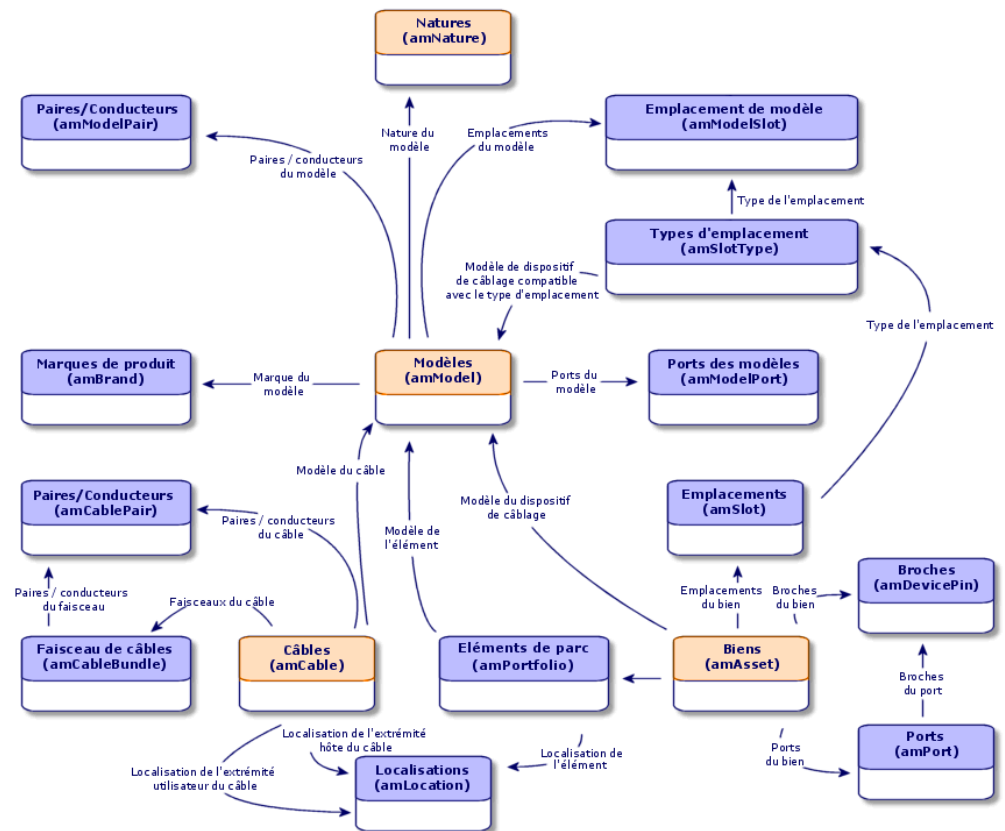 Natures
(amNature)
Paires/Conducteurs
(amModelPair)
Emplacement de modèle
(amModelSlot)
Nature du
modèle
Emplacements
du modèle
Paires / conducteurs
du modèle
Type de l'emplacement
Types d'emplacement
(amSlotType)
Modèle de dispositif
de câblage compatible
avec le type d'emplacement
Type de l'emplacement
Marques de produit
(amBrand)
Marque du
modèle
Modèles
(amModel)
Ports du
modèle
Ports des modèles
(amModelPort)
Modèle du câble
Paires/Conducteurs
(amCablePair)
Paires / conducteurs
du câble
Modèle de
l'élément
Modèle du dispositif
de câblage
Emplacements
(amSlot)
Paires / conducteurs
du faisceau
Faisceaux du câble
Emplacements
du bien
Broches
du bien
Broches
(amDevicePin)
Faisceau de câbles
(amCableBundle)
Câbles
(amCable)
Eléments de parc
(amPortfolio)
Biens
(amAsset)
Broches
du port
Localisation de l'extrémité
hôte du câble
Localisation de l'extrémité
utilisateur du câble
Localisations
(amLocation)
Localisation de
l'élément
Ports
du bien
Ports
(amPort)